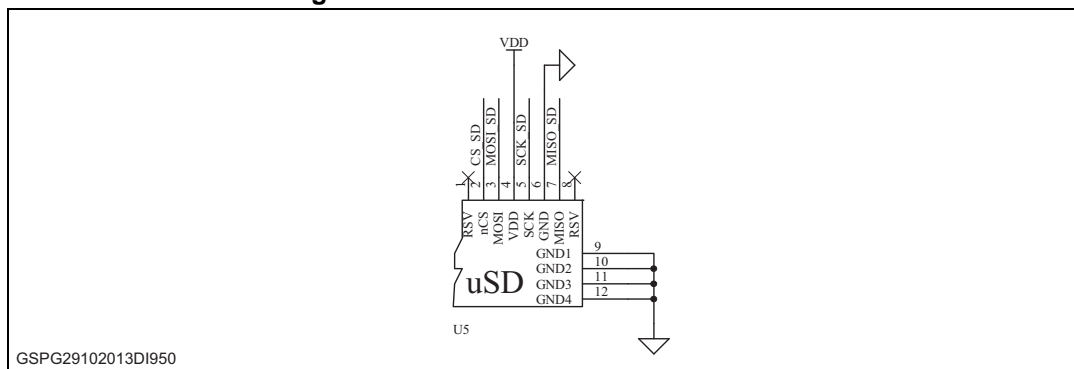 VDD
CS_SD
MOSI_SD
SCK_SD
MISO_SD
1
2
3
4
5
6
7
8
RSV
nCS
MOSI
VDD
SCK
GND
MISO
RSV
GND1 9
GND2 10
GND3 11
GND4 12
uSD
U5
GSPG29102013DI950